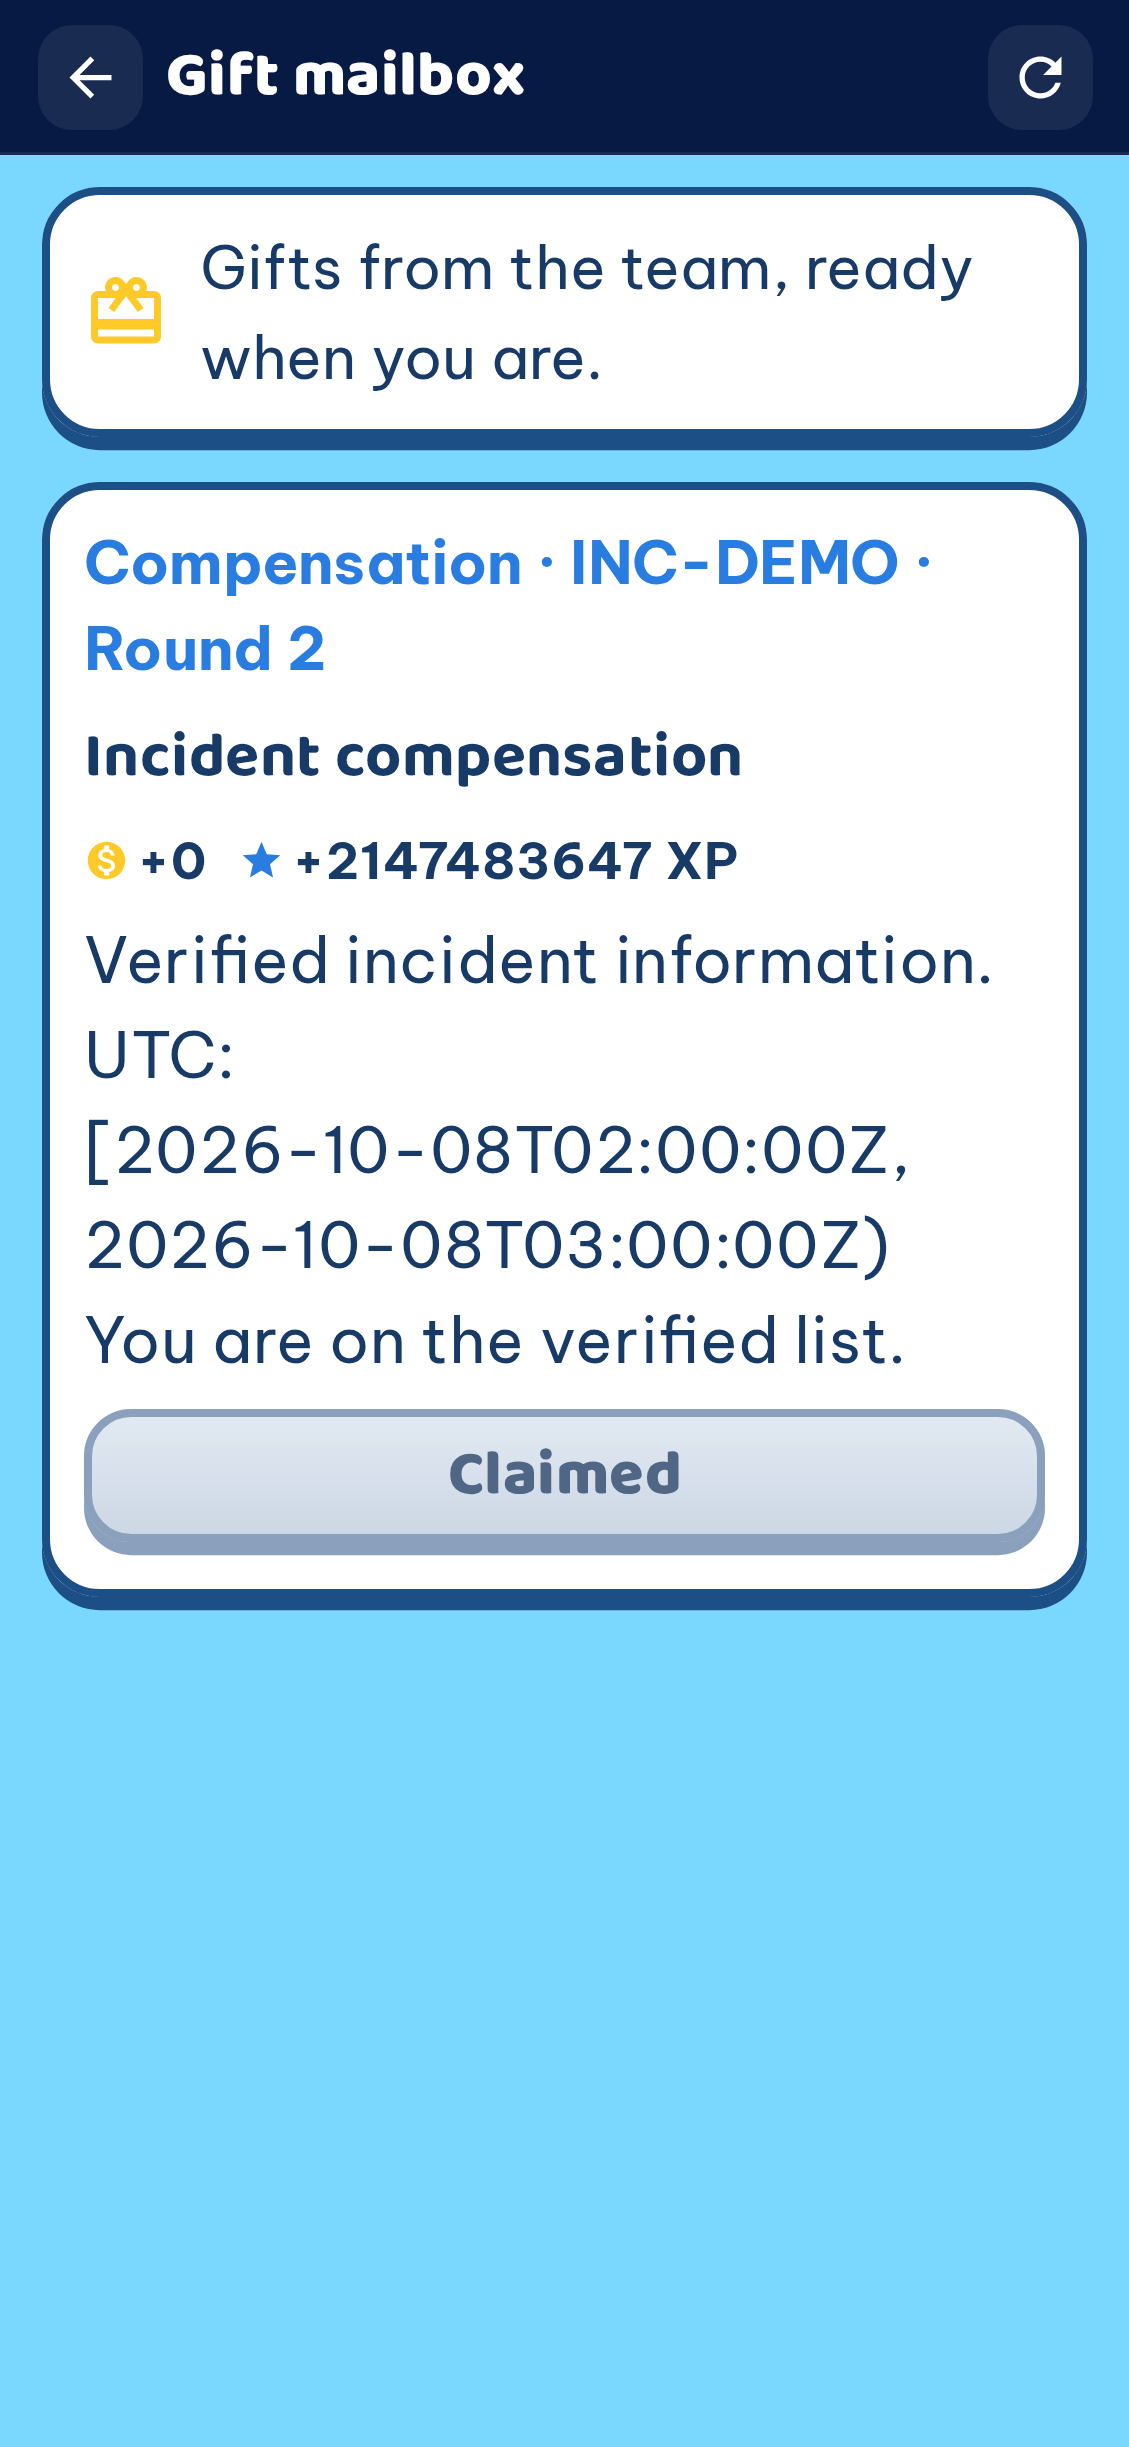 Gift mailbox
Gifts from the team, ready
when you are.
Compensation · INC-DEMO ·
Round 2
Incident compensation
+0 +2147483647 XP
Verified incident information.
UTC:
[2026-10-08T02:00:00Z,
2026-10-08T03:00:00Z)
You are on the verified list.
Claimed